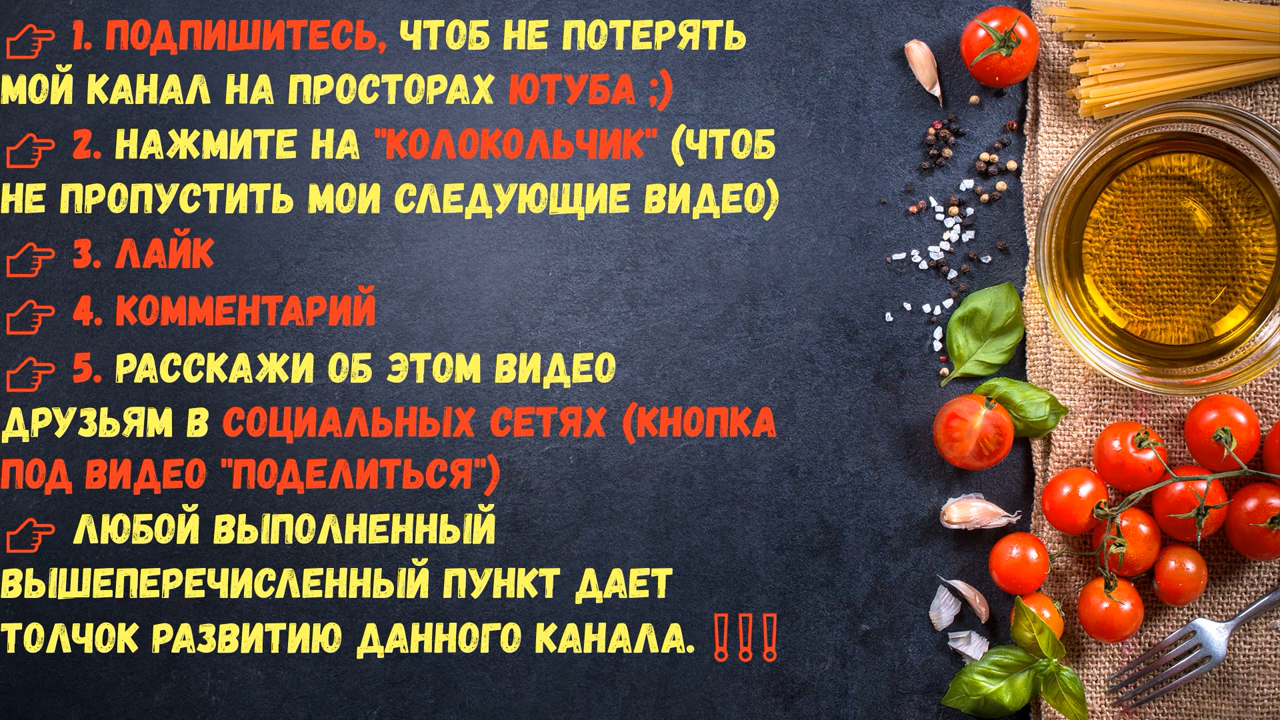 👉 1. ПОДПИШИТЕСЬ, ЧТОБ НЕ ПОТЕРЯТЬ
МОЙ КАНАЛ НА ПРОСТОРАХ ЮТУБА ;)
👉 2. НАЖМИТЕ НА "КОЛОКОЛЬЧИК" (ЧТОБ
НЕ ПРОПУСТИТЬ МОИ СЛЕДУЮЩИЕ ВИДЕО)
👉 3. ЛАЙК
👉 4. КОММЕНТАРИЙ
👉 5. РАССКАЖИ ОБ ЭТОМ ВИДЕО
ДРУЗЬЯМ В СОЦИАЛЬНЫХ СЕТЯХ (КНОПКА
ПОД ВИДЕО "ПОДЕЛИТЬСЯ")
👉 ЛЮБОЙ ВЫПОЛНЕННЫЙ
ВЫШЕПЕРЕЧИСЛЕННЫЙ ПУНКТ ДАЕТ
ТОЛЧОК РАЗВИТИЮ ДАННОГО КАНАЛА. ❗❗❗